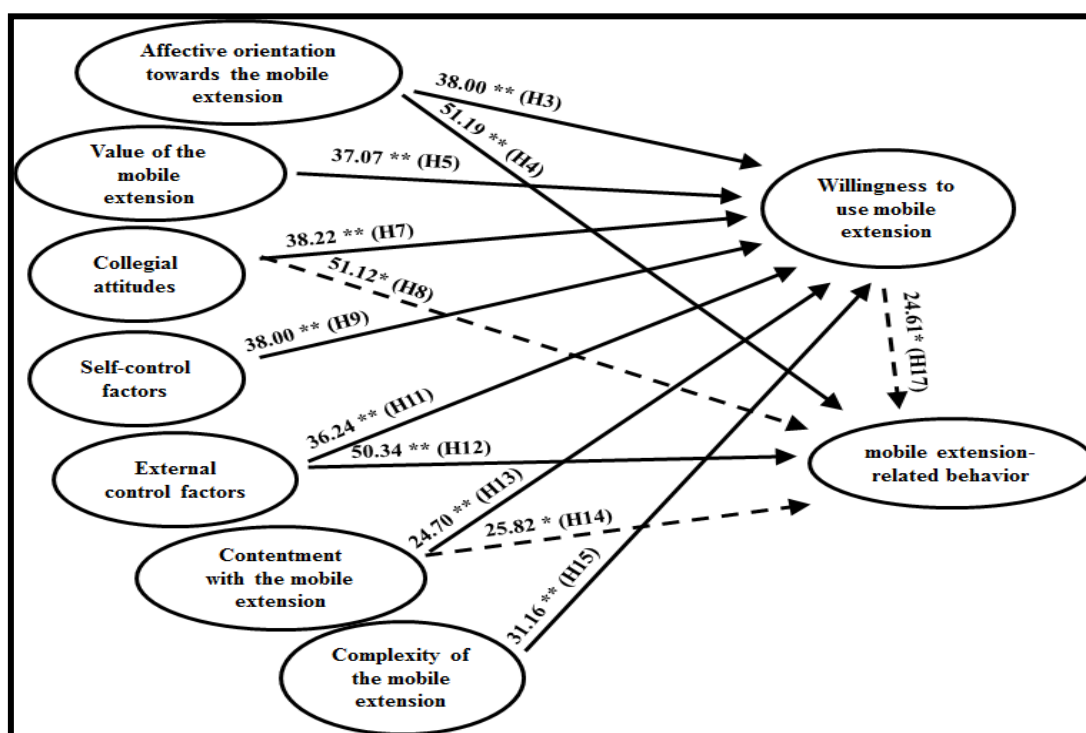 Affective orientation
towards the mobile
extension
38.00 ** (H3)
51.19 ** (H4)
Value of the
mobile
extension
37.07 ** (H5)
Willingness to
use mobile
extension
Collegial
attitudes
38.22 ** (H7)
51.12* (H8)
Self-control
factors
38.00 ** (H9)
24.61* (H17)
External
control factors
36.24 ** (H11)
50.34 ** (H12)
mobile extension-
related behavior
Contentment
with the mobile
extension
24.70 ** (H13)
25.82 * (H14)
Complexity of
the mobile
extension
31.16 ** (H15)